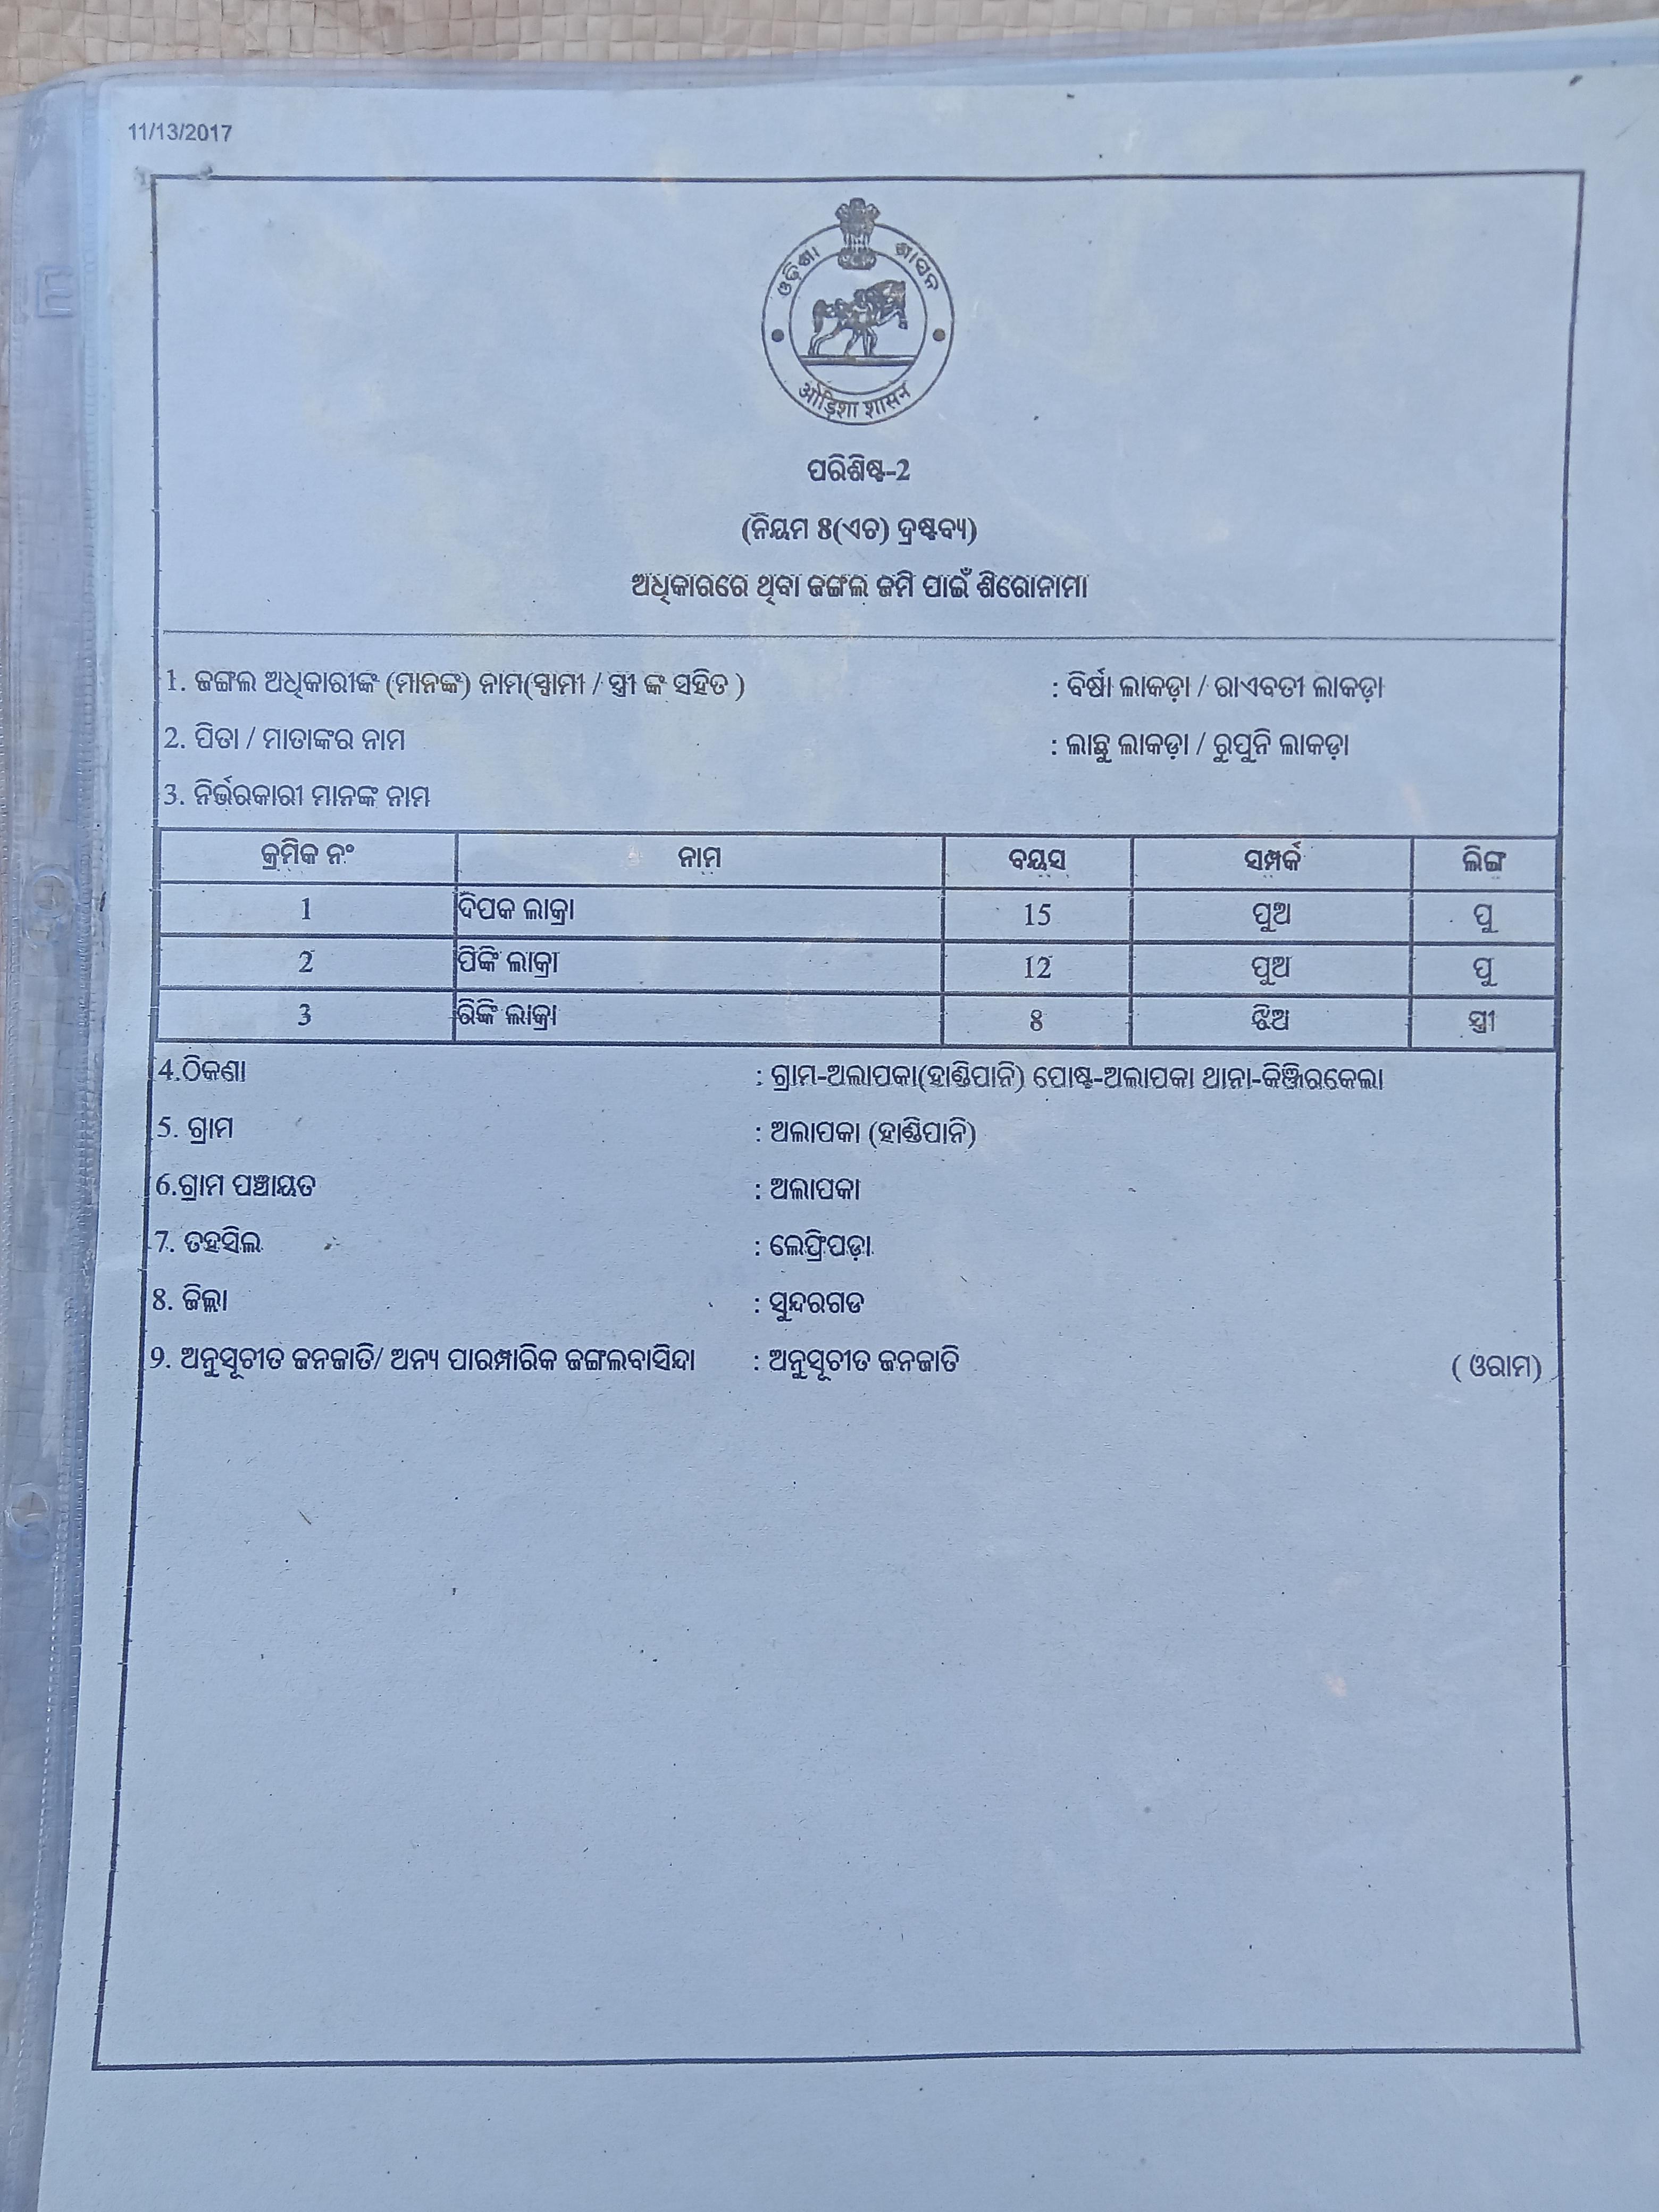 11/13/2017
ଓଡ଼ିଶା ଶାସନ
ओड़िशा शासन
ପରିଶିଷ୍ଟ-2
(ନିୟମ 8(ଏଚ) ଦ୍ରଷ୍ଟବ୍ୟ)
ଅଧିକାରରେ ଥିବା ଜଙ୍ଗଲ ଜମି ପାଇଁ ଶିରୋନାମା
1. ଜଙ୍ଗଲ ଅଧିକାରୀଙ୍କ (ମାନଙ୍କ) ନାମ(ସ୍ୱାମୀ / ସ୍ତ୍ରୀ ଙ୍କ ସହିତ ) : ବିର୍ଷା ଲାକଡ଼ା / ରାଏବତୀ ଲାକଡ଼ା
2. ପିତା / ମାତାଙ୍କର ନାମ : ଲାଛୁ ଲାକଡ଼ା / ରୁପୁନି ଲାକଡ଼ା
3. ନିର୍ଭରକାରୀ ମାନଙ୍କ ନାମ
କ୍ରମିକ ନଂ ନାମ ବୟସ ସମ୍ପର୍କ ଲିଙ୍ଗ
1 ଦିପକ ଲାକ୍ରା 15 ପୁଅ ପୁ
2 ପିଙ୍କି ଲାକ୍ରା 12 ପୁଅ ପୁ
3 ରିଙ୍କି ଲାକ୍ରା 8 ଝିଅ ସ୍ତ୍ରୀ
4.ଠିକଣା : ଗ୍ରାମ-ଅଲାପକା(ହାଣ୍ଡିପାନି) ପୋଷ୍ଟ-ଅଲାପକା ଥାନା-କିଞ୍ଜିରକେଲା
5. ଗ୍ରାମ : ଅଲାପକା (ହାଣ୍ଡିପାନି)
6.ଗ୍ରାମ ପଞ୍ଚାୟତ : ଅଲାପକା
7. ତହସିଲ : ଲେଫ୍ରିପଡ଼ା
8. ଜିଲ୍ଲା : ସୁନ୍ଦରଗଡ
9. ଅନୁସୂଚୀତ ଜନଜାତି/ ଅନ୍ୟ ପାରମ୍ପାରିକ ଜଙ୍ଗଲବାସିନ୍ଦା : ଅନୁସୂଚୀତ ଜନଜାତି ( ଓରାମ)